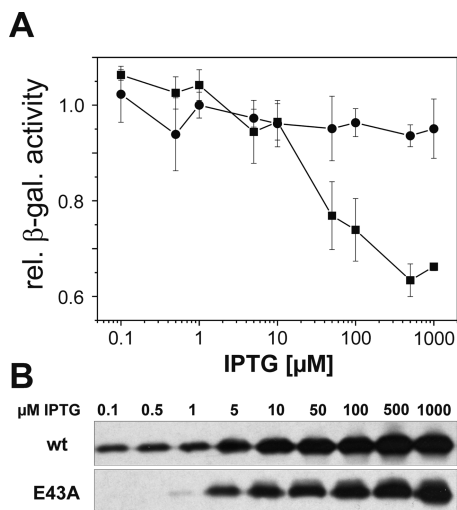 A
rel. β-gal. activity
1.0
0.8
0.6
0.1 1 10 100 1000
IPTG [µM]
B
µM IPTG 0.1 0.5 1 5 10 50 100 500 1000
wt
E43A